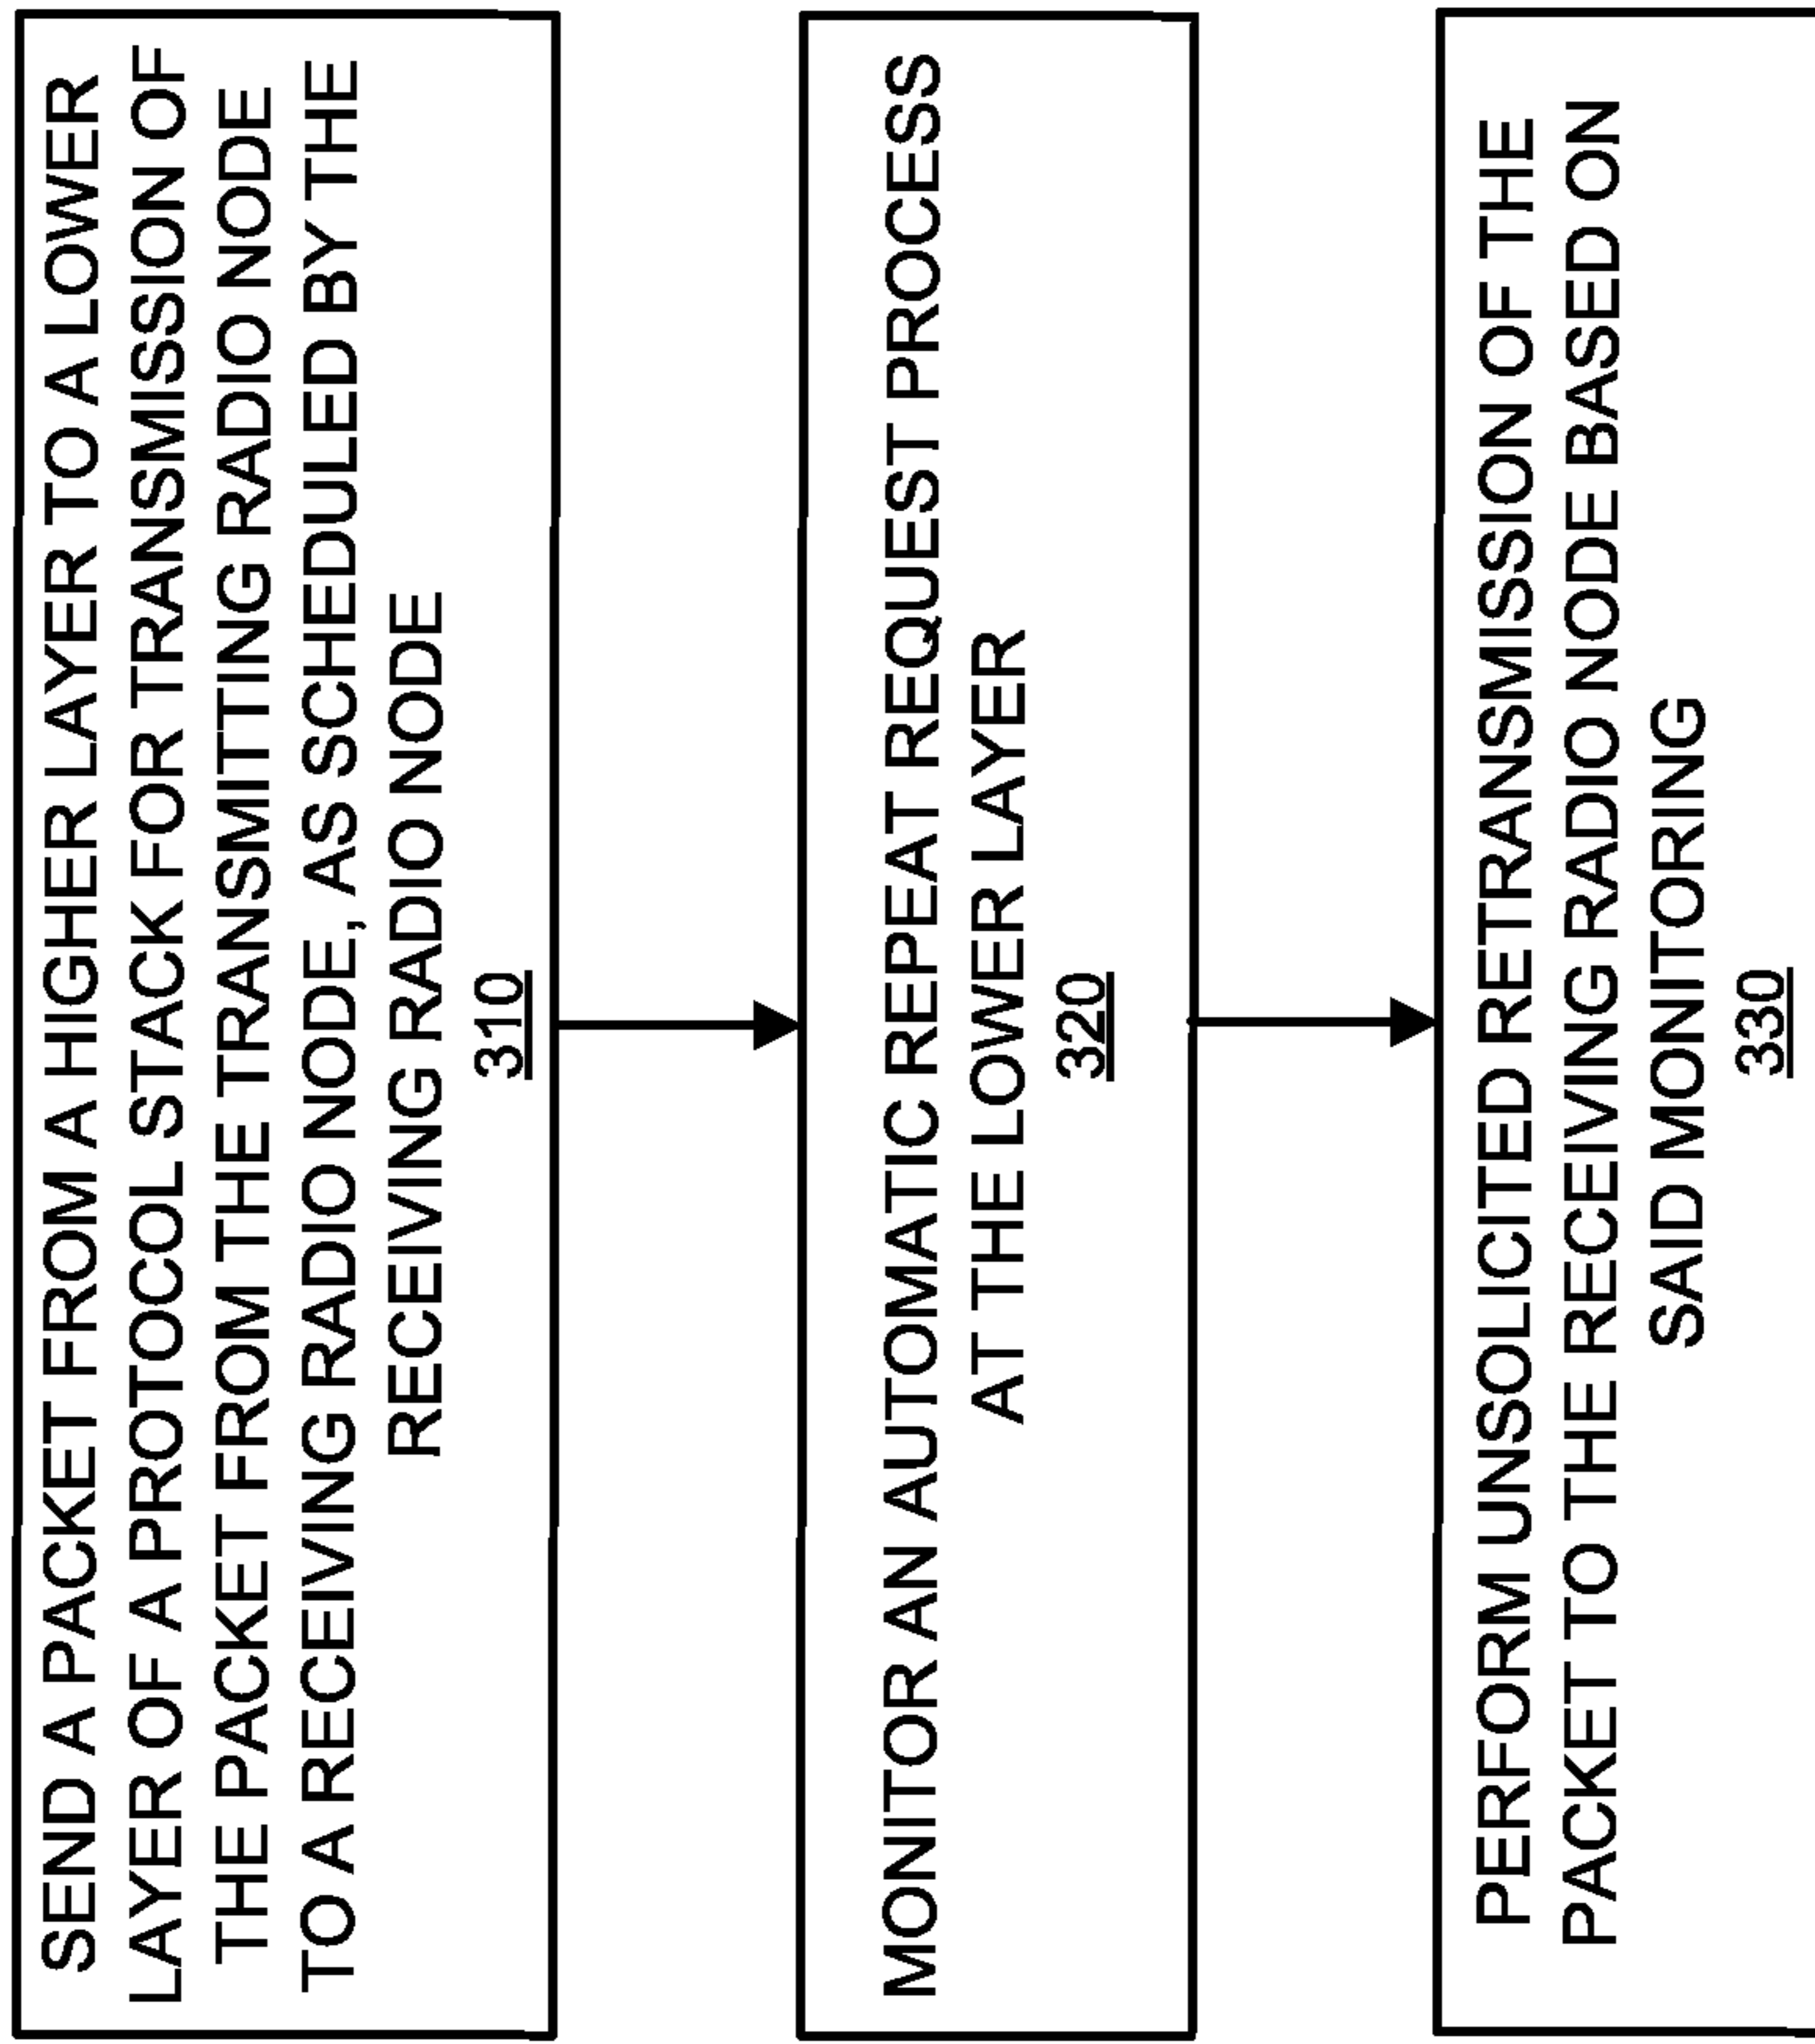 SEND A PACKET FROM A HIGHER LAYER TO A LOWER
LAYER OF A PROTOCOL STACK FOR TRANSMISSION OF
THE PACKET FROM THE TRANSMITTING RADIO NODE
TO A RECEIVING RADIO NODE, AS SCHEDULED BY THE
RECEIVING RADIO NODE
310
MONITOR AN AUTOMATIC REPEAT REQUEST PROCESS
AT THE LOWER LAYER
320
PERFORM UNSOLICITED RETRANSMISSION OF THE
PACKET TO THE RECEIVING RADIO NODE BASED ON
SAID MONITORING
330